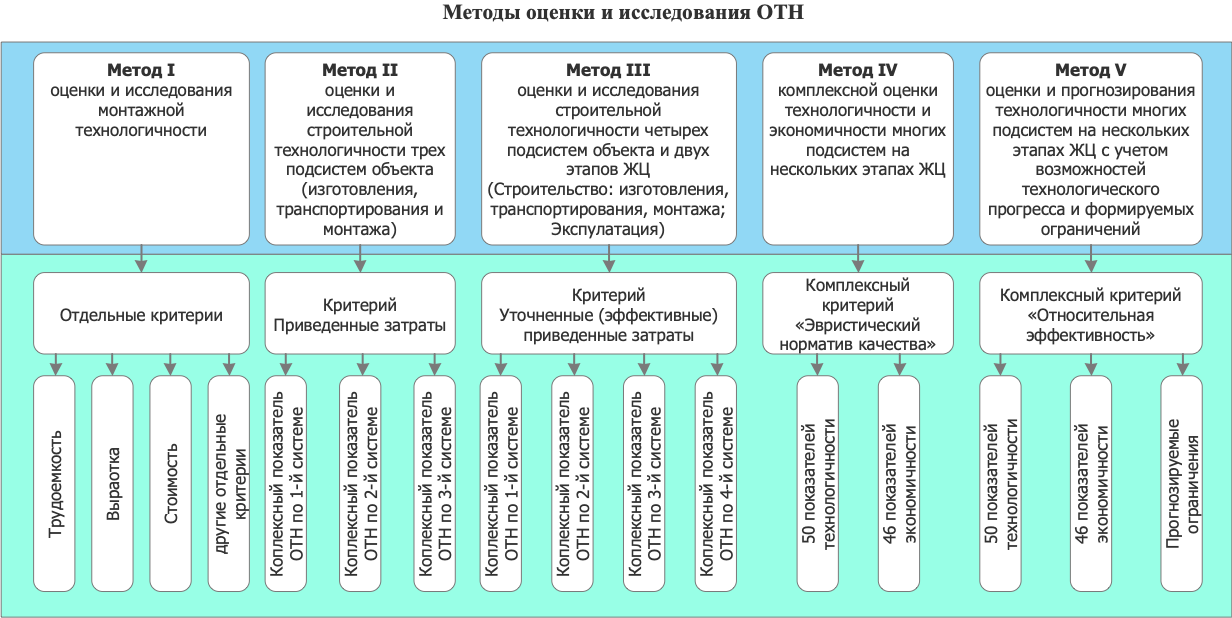 Методы оценки и исследования ОТН
Метод I
оценки и исследования
монтажной
технологичности
Метод II
оценки и
исследования
строительной
технологичности трех
подсистем объекта
(изготовления,
транспортирования и
монтажа)
Метод III
оценки и исследования
строительной
технологичности четырех
подсистем объекта и двух
этапов ЖЦ
(Строительство: изготовления,
транспортирования, монтажа;
Экспулатация)
Метод IV
комплексной оценки
технологичности и
экономичности многих
подсистем на
нескольких этапах ЖЦ
Метод V
оценки и прогнозирования
технологичности многих
подсистем на нескольких
этапах ЖЦ с учетом
возможностей
технологического
прогресса и формируемых
ограничений
Отдельные критерии
Критерий
Приведенные затраты
Критерий
Уточненные (эффективные)
приведенные затраты
Комплексный
критерий
«Эвристический
норматив качества»
Комплексный критерий
«Относительная
эффективность»
Трудоемкость
Выраотка
Стоимость
другие отдельные
критерии
Коплексный показатель
ОТН по 1-й системе
Коплексный показатель
ОТН по 2-й системе
Коплексный показатель
ОТН по 3-й системе
Коплексный показатель
ОТН по 1-й системе
Коплексный показатель
ОТН по 2-й системе
Коплексный показатель
ОТН по 3-й системе
Коплексный показатель
ОТН по 4-й системе
50 показателей
технологичности
46 показателей
экономичности
50 показателей
технологичности
46 показателей
экономичности
Прогнозируемые
ограничения